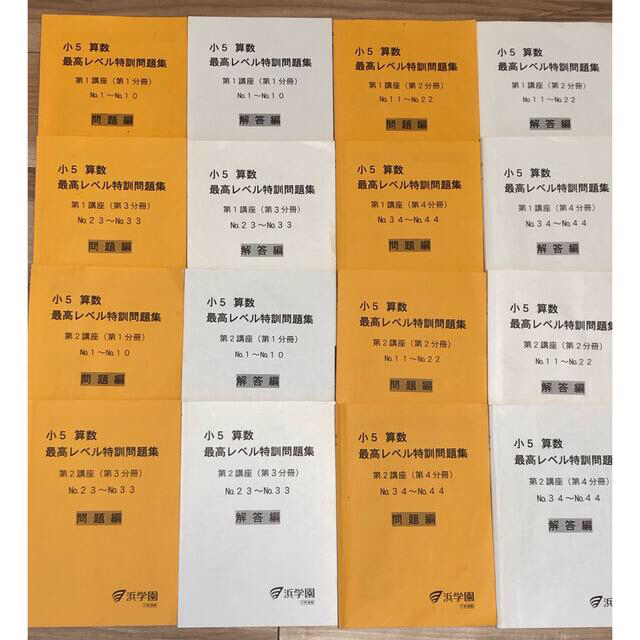 小5 算数
最高レベル特訓問題集
第1講座（第1分冊）
No.1～No.10
問題編
小5 算数
最高レベル特訓問題集
第1講座（第1分冊）
No.1～No.10
解答編
小5 算数
最高レベル特訓問題集
第1講座（第2分冊）
No.11～No.22
問題編
小5 算数
最高レベル特訓問題集
第1講座（第2分冊）
No.11～No.22
解答編
小5 算数
最高レベル特訓問題集
第1講座（第3分冊）
No.23～No.33
問題編
小5 算数
最高レベル特訓問題集
第1講座（第3分冊）
No.23～No.33
解答編
小5 算数
最高レベル特訓問題集
第1講座（第4分冊）
No.34～No.44
問題編
小5 算数
最高レベル特訓問題集
第1講座（第4分冊）
No.34～No.44
解答編
小5 算数
最高レベル特訓問題集
第2講座（第1分冊）
No.1～No.10
問題編
小5 算数
最高レベル特訓問題集
第2講座（第1分冊）
No.1～No.10
解答編
小5 算数
最高レベル特訓問題集
第2講座（第2分冊）
No.11～No.22
問題編
小5 算数
最高レベル特訓問題集
第2講座（第2分冊）
No.11～No.22
解答編
小5 算数
最高レベル特訓問題集
第2講座（第3分冊）
No.23～No.33
問題編
浜学園
小5 算数
最高レベル特訓問題集
第2講座（第3分冊）
No.23～No.33
解答編
浜学園
小5 算数
最高レベル特訓問題集
第2講座（第4分冊）
No.34～No.44
問題編
浜学園
小5 算数
最高レベル特訓問題集
第2講座（第4分冊）
No.34～No.44
解答編
浜学園